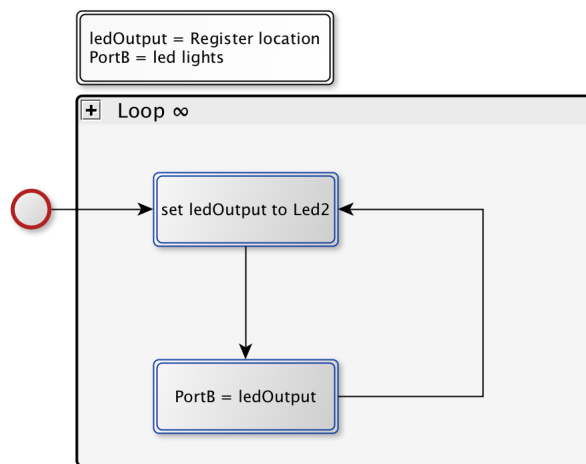 ledOutput = Register location
PortB = led lights
+ Loop ∞
set ledOutput to Led2
PortB = ledOutput